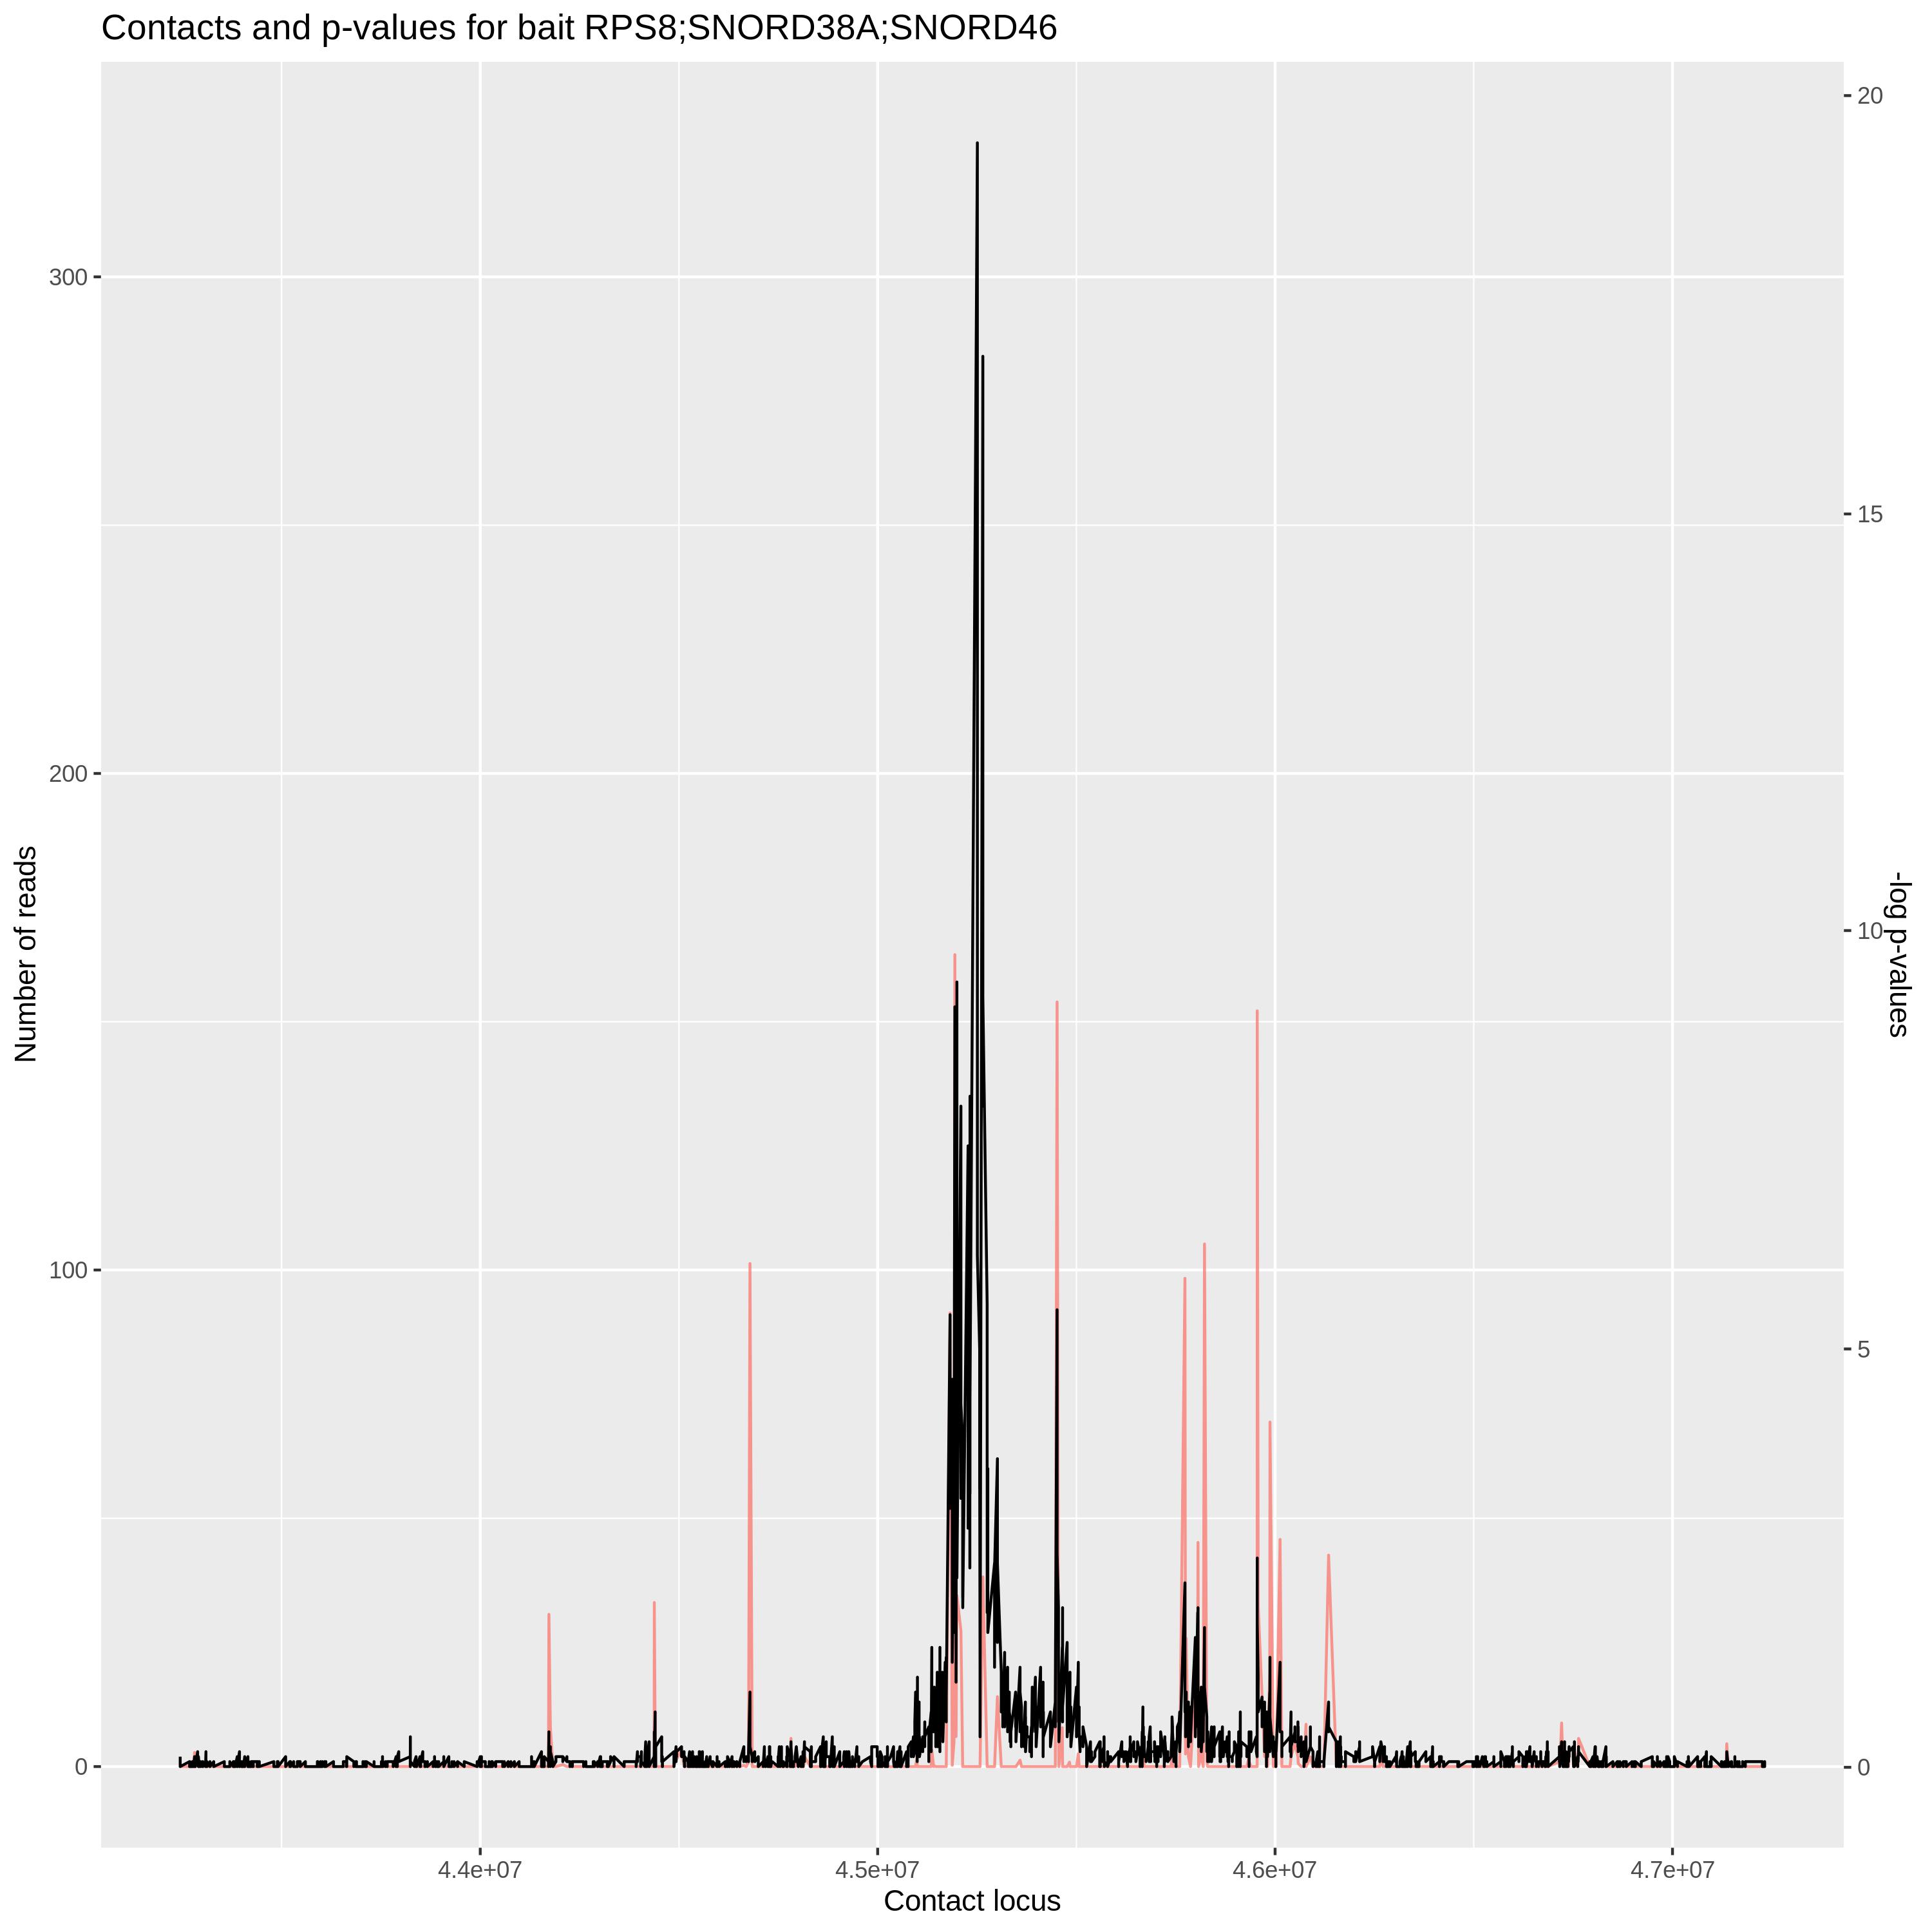 Contacts and p-values for bait RPS8;SNORD38A;SNORD46
20
300
15
200
Number of reads
-log p-values
10
100
5
0
0
4.4e+07
4.5e+07
4.6e+07
4.7e+07
Contact locus